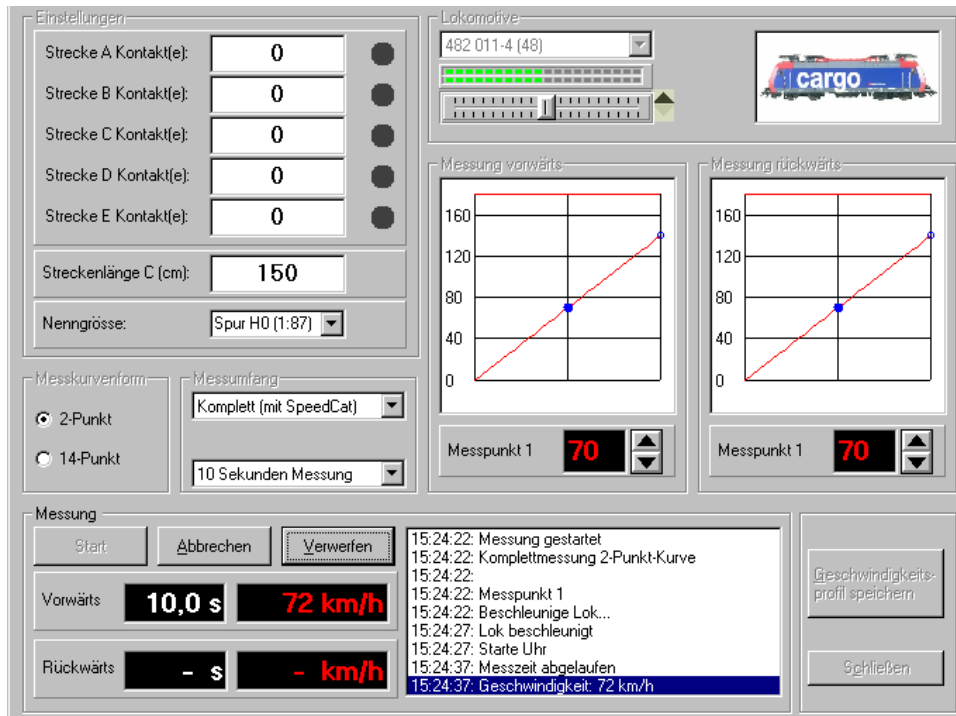 Einstellungen
Strecke A Kontakt(e): 0
Strecke B Kontakt(e): 0
Strecke C Kontakt(e): 0
Strecke D Kontakt(e): 0
Strecke E Kontakt(e): 0
Streckenlänge C (cm): 150
Nenngrösse: Spur H0 (1:87)
Lokomotive
482 011-4 (48)
cargo
Messung vorwärts
160
120
80
40
0
Messpunkt 1 70
Messung rückwärts
160
120
80
40
0
Messpunkt 1 70
Messkurvenform
2-Punkt
14-Punkt
Messumfang
Komplett (mit SpeedCat)
10 Sekunden Messung
Messung
Start Abbrechen Verwerfen
Vorwärts 10,0 s 72 km/h
Rückwärts - s - km/h
15:24:22: Messung gestartet
15:24:22: Komplettmessung 2-Punkt-Kurve
15:24:22:
15:24:22: Messpunkt 1
15:24:22: Beschleunige Lok...
15:24:27: Lok beschleunigt
15:24:27: Starte Uhr
15:24:37: Messzeit abgelaufen
15:24:37: Geschwindigkeit: 72 km/h
Geschwindigkeits-
profil speichern
Schließen